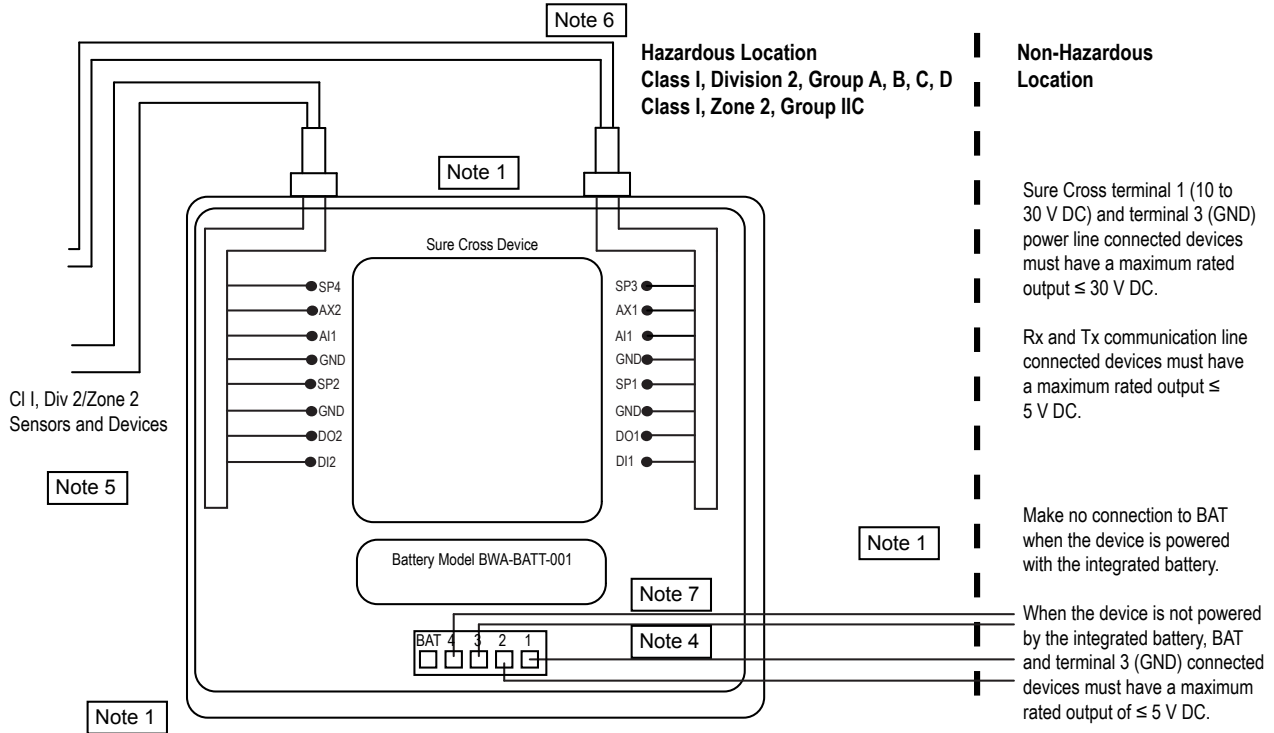 Note 6
Hazardous Location
Class I, Division 2, Group A, B, C, D
Class I, Zone 2, Group IIC
Non-Hazardous
Location
Note 1
Sure Cross Device
SP4
AX2
AI1
GND
SP2
GND
DO2
DI2
SP3
AX1
AI1
GND
SP1
GND
DO1
DI1
Cl I, Div 2/Zone 2
Sensors and Devices
Note 5
Sure Cross terminal 1 (10 to
30 V DC) and terminal 3 (GND)
power line connected devices
must have a maximum rated
output ≤ 30 V DC.
Rx and Tx communication line
connected devices must have
a maximum rated output ≤
5 V DC.
Note 1
Make no connection to BAT
when the device is powered
with the integrated battery.
Battery Model BWA-BATT-001
Note 7
Note 4
BAT 4 3 2 1
When the device is not powered
by the integrated battery, BAT
and terminal 3 (GND) connected
devices must have a maximum
rated output of ≤ 5 V DC.
Note 1